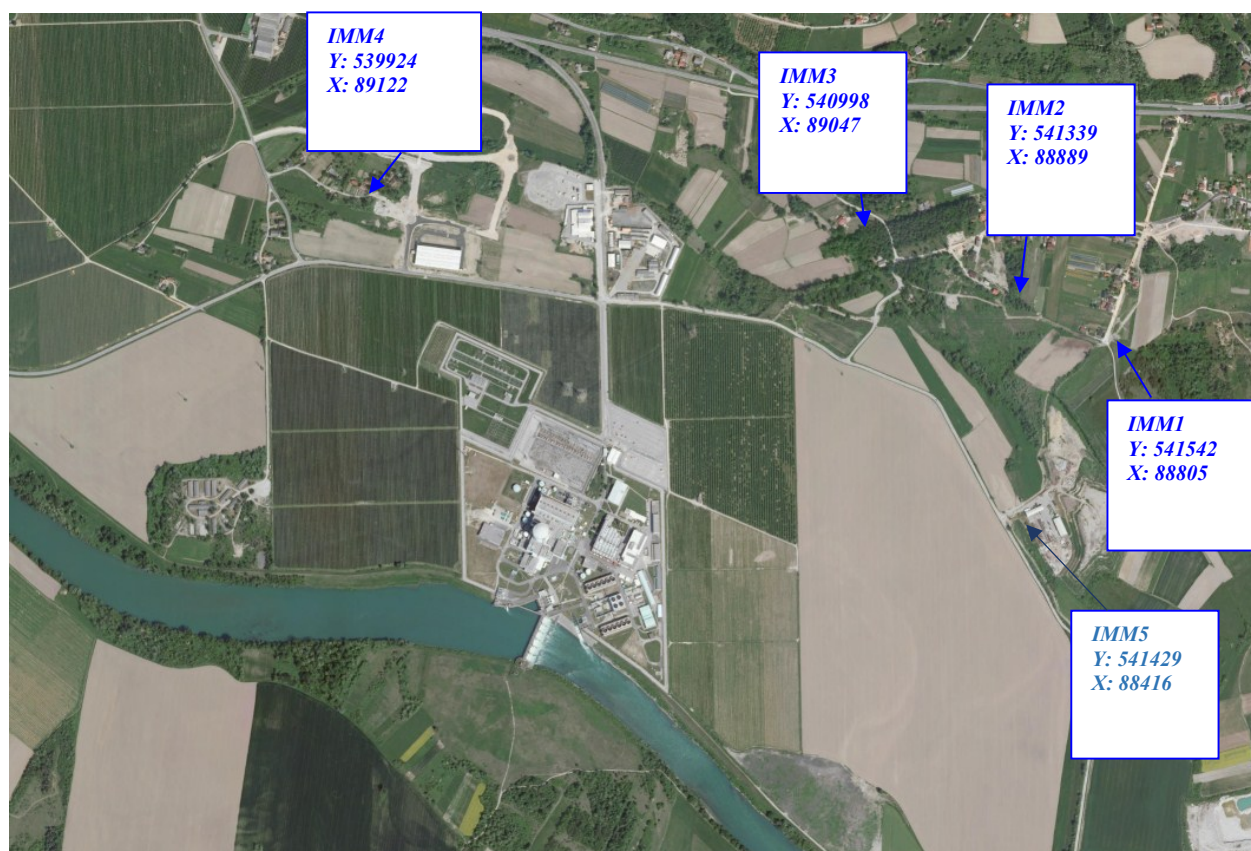 IMM4
Y: 539924
X: 89122
IMM3
Y: 540998
X: 89047
IMM2
Y: 541339
X: 88889
IMM1
Y: 541542
X: 88805
IMM5
Y: 541429
X: 88416